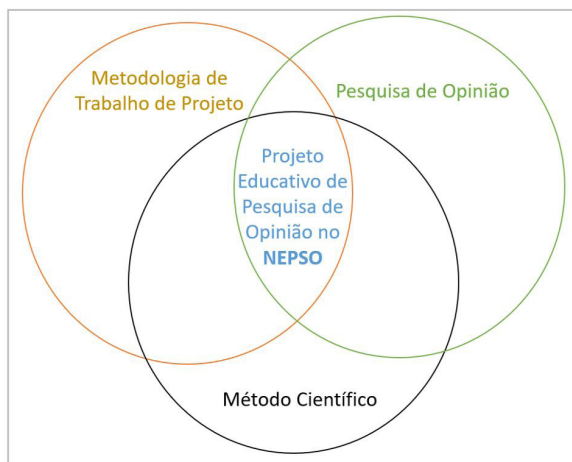 Metodologia de
Trabalho de Projeto
Pesquisa de Opinião
Projeto
Educativo de
Pesquisa de
Opinião no
NEPSO
Método Científico